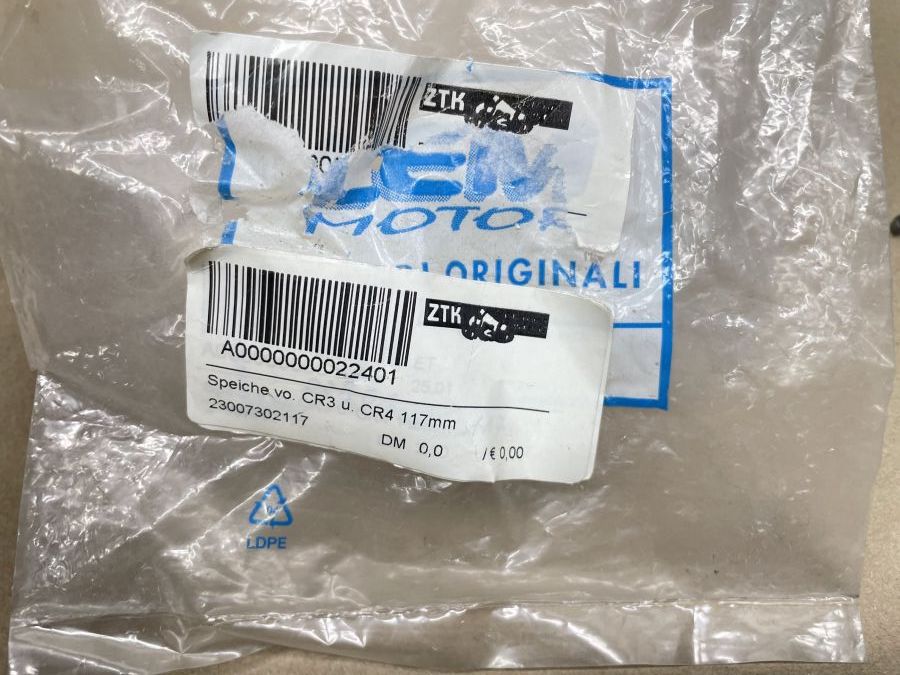 ZTK
LEM
MOTOR
ORIGINALI
ZTK
A0000000022401
Speiche vo. CR3 u. CR4 117mm
23007302117
DM 0,0 / € 0,00
LDPE